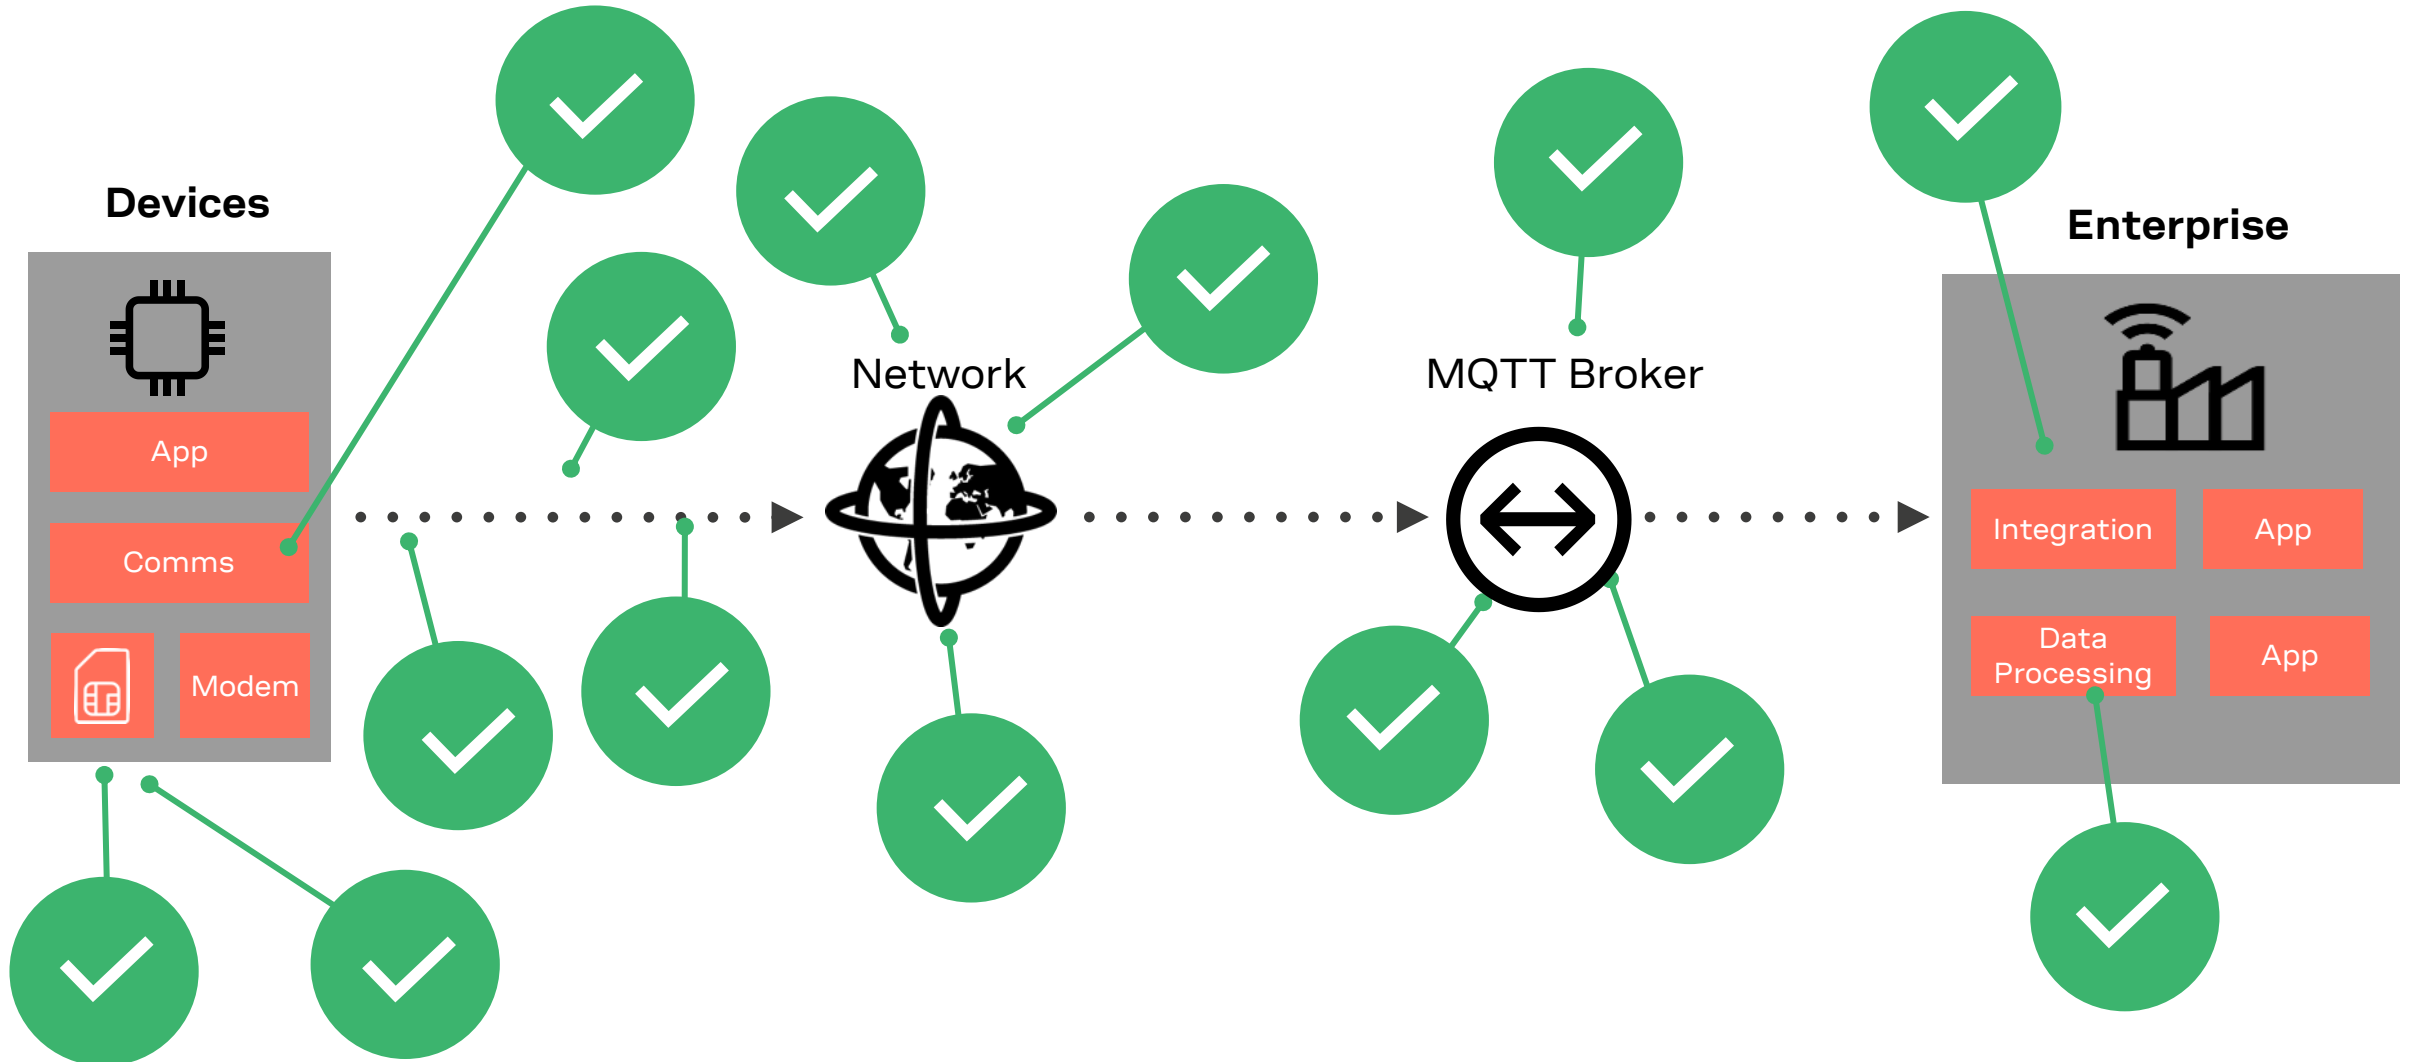 Devices
App
Comms
Modem
Network
MQTT Broker
Enterprise
Integration
App
Data
Processing
App